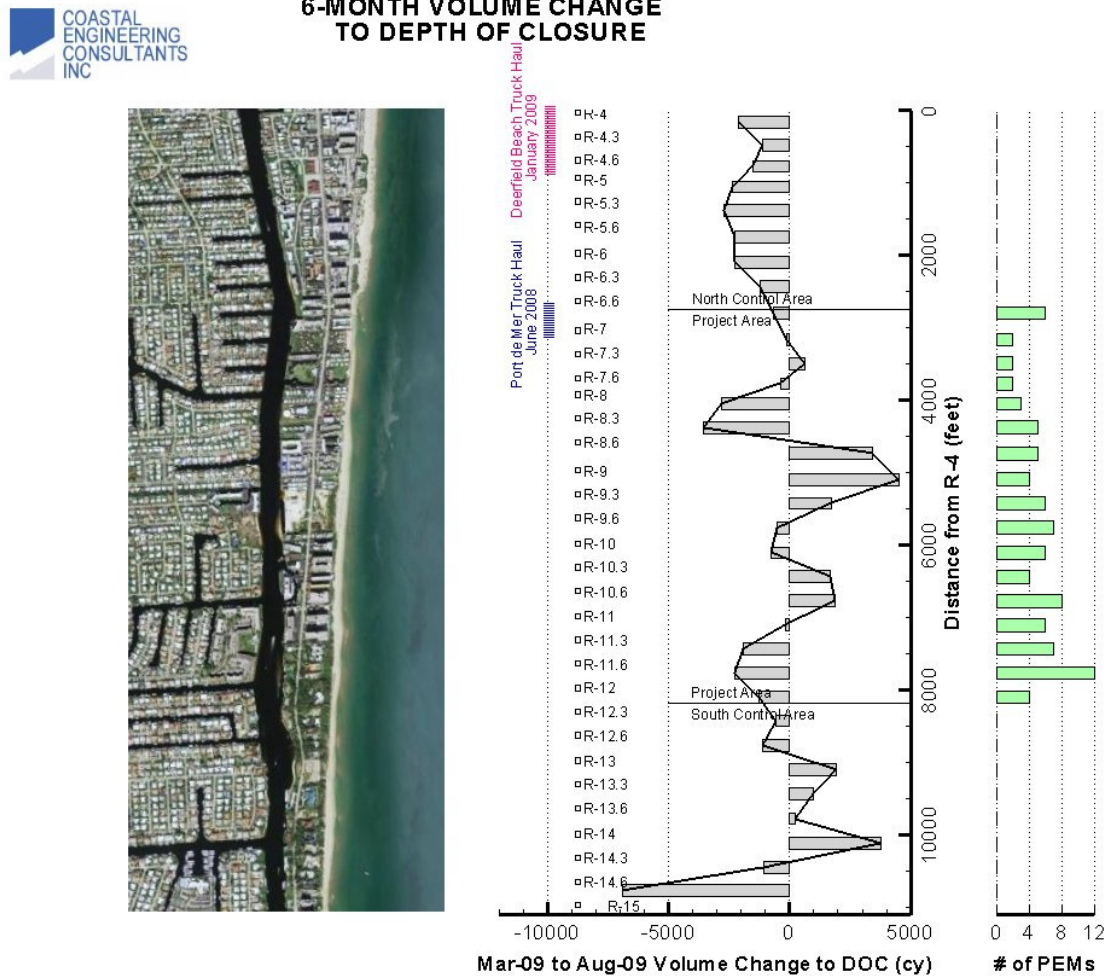 COASTAL
ENGINEERING
CONSULTANTS
INC
6-MONTH VOLUME CHANGE
TO DEPTH OF CLOSURE
Deerfield Beach Truck Haul
January 2009
Port de Mer Truck Haul
June 2008
R-4
R-4.3
R-4.6
R-5
R-5.3
R-5.6
R-6
R-6.3
R-6.6
R-7
R-7.3
R-7.6
R-8
R-8.3
R-8.6
R-9
R-9.3
R-9.6
R-10
R-10.3
R-10.6
R-11
R-11.3
R-11.6
R-12
R-12.3
R-12.6
R-13
R-13.3
R-13.6
R-14
R-14.3
R-14.6
R-15
North Control Area
Project Area
Project Area
South Control Area
0
2000
4000
6000
8000
10000
Distance from R-4 (feet)
-10000 -5000 0 5000
Mar-09 to Aug-09 Volume Change to DOC (cy)
0 4 8 12
# of PEMs